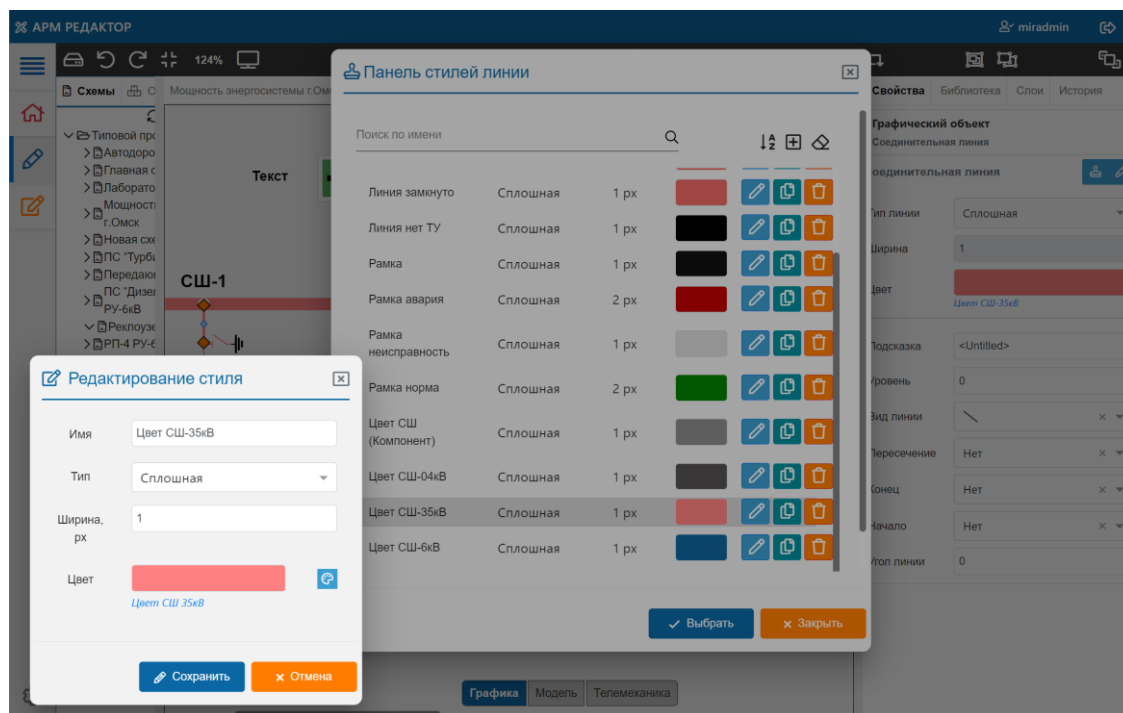 АРМ РЕДАКТОР
miradmin
124%
Схемы
Мощность энергосистемы г.Ом
Типовой про
Автодоро
Главная с
Лаборато
Мощност
г.Омск
Новая схе
ПС "Турб
Передаю
ПС "Дизе
РУ-6кВ
Реклоузе
РП-4 РУ-6
Текст
СШ-1
Панель стилей линии
Поиск по имени
Линия замкнуто Сплошная 1 px
Линия нет ТУ Сплошная 1 px
Рамка Сплошная 1 px
Рамка авария Сплошная 2 px
Рамка
неисправность Сплошная 1 px
Рамка норма Сплошная 2 px
Цвет СШ
(Компонент) Сплошная 1 px
Цвет СШ-04кВ Сплошная 1 px
Цвет СШ-35кВ Сплошная 1 px
Цвет СШ-6кВ Сплошная 1 px
Выбрать Закрыть
Свойства Библиотека Слои История
Графический объект
Соединительная линия
оединительная линия
Тип линии Сплошная
Ширина 1
Цвет
Цвет СШ-35кВ
Подсказка <Untitled>
Уровень 0
Вид линии
Пересечение Нет
Конец Нет
Начало Нет
Угол линии 0
Редактирование стиля
Имя Цвет СШ-35кВ
Тип Сплошная
Ширина, 1
px
Цвет
Цвет СШ 35кВ
Сохранить Отмена
Графика Модель Телемеханика